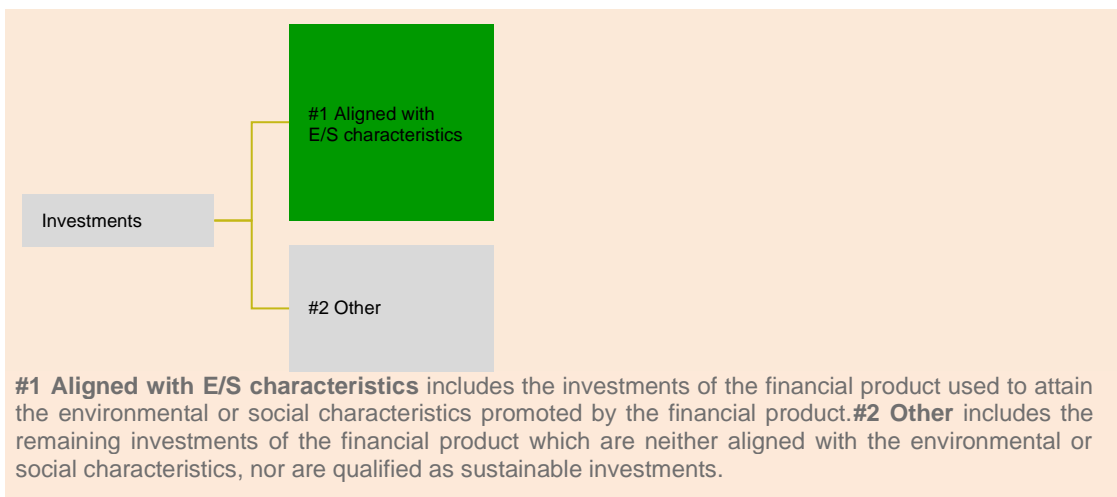 #1 Aligned with
E/S characteristics
Investments
#2 Other
#1 Aligned with E/S characteristics includes the investments of the financial product used to attain
the environmental or social characteristics promoted by the financial product.#2 Other includes the
remaining investments of the financial product which are neither aligned with the environmental or
social characteristics, nor are qualified as sustainable investments.